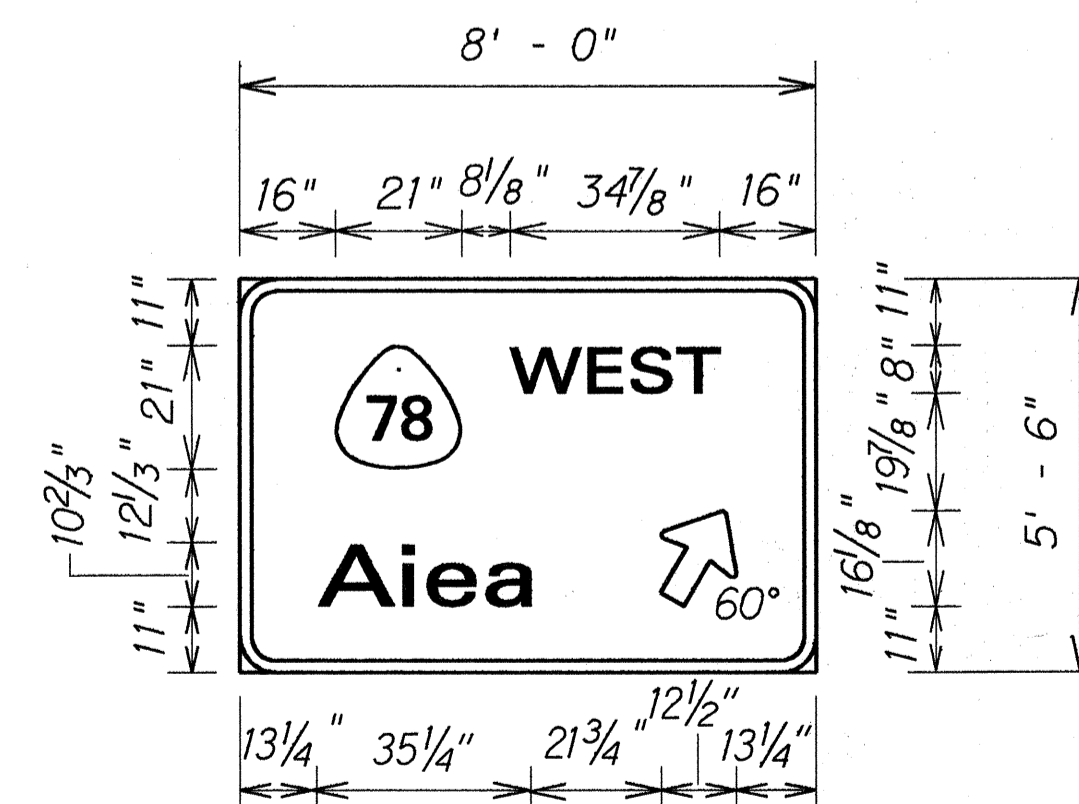 8' - 0"
16" 21" 8 1/8" 34 7/8" 16"
11" 21" 12 1/3" 10 2/3" 11"
WEST
78
Aiea
60°
11" 8" 19 7/8" 16 1/8" 11"
5' - 6"
13 1/4" 35 1/4" 21 3/4" 12 1/2" 13 1/4"